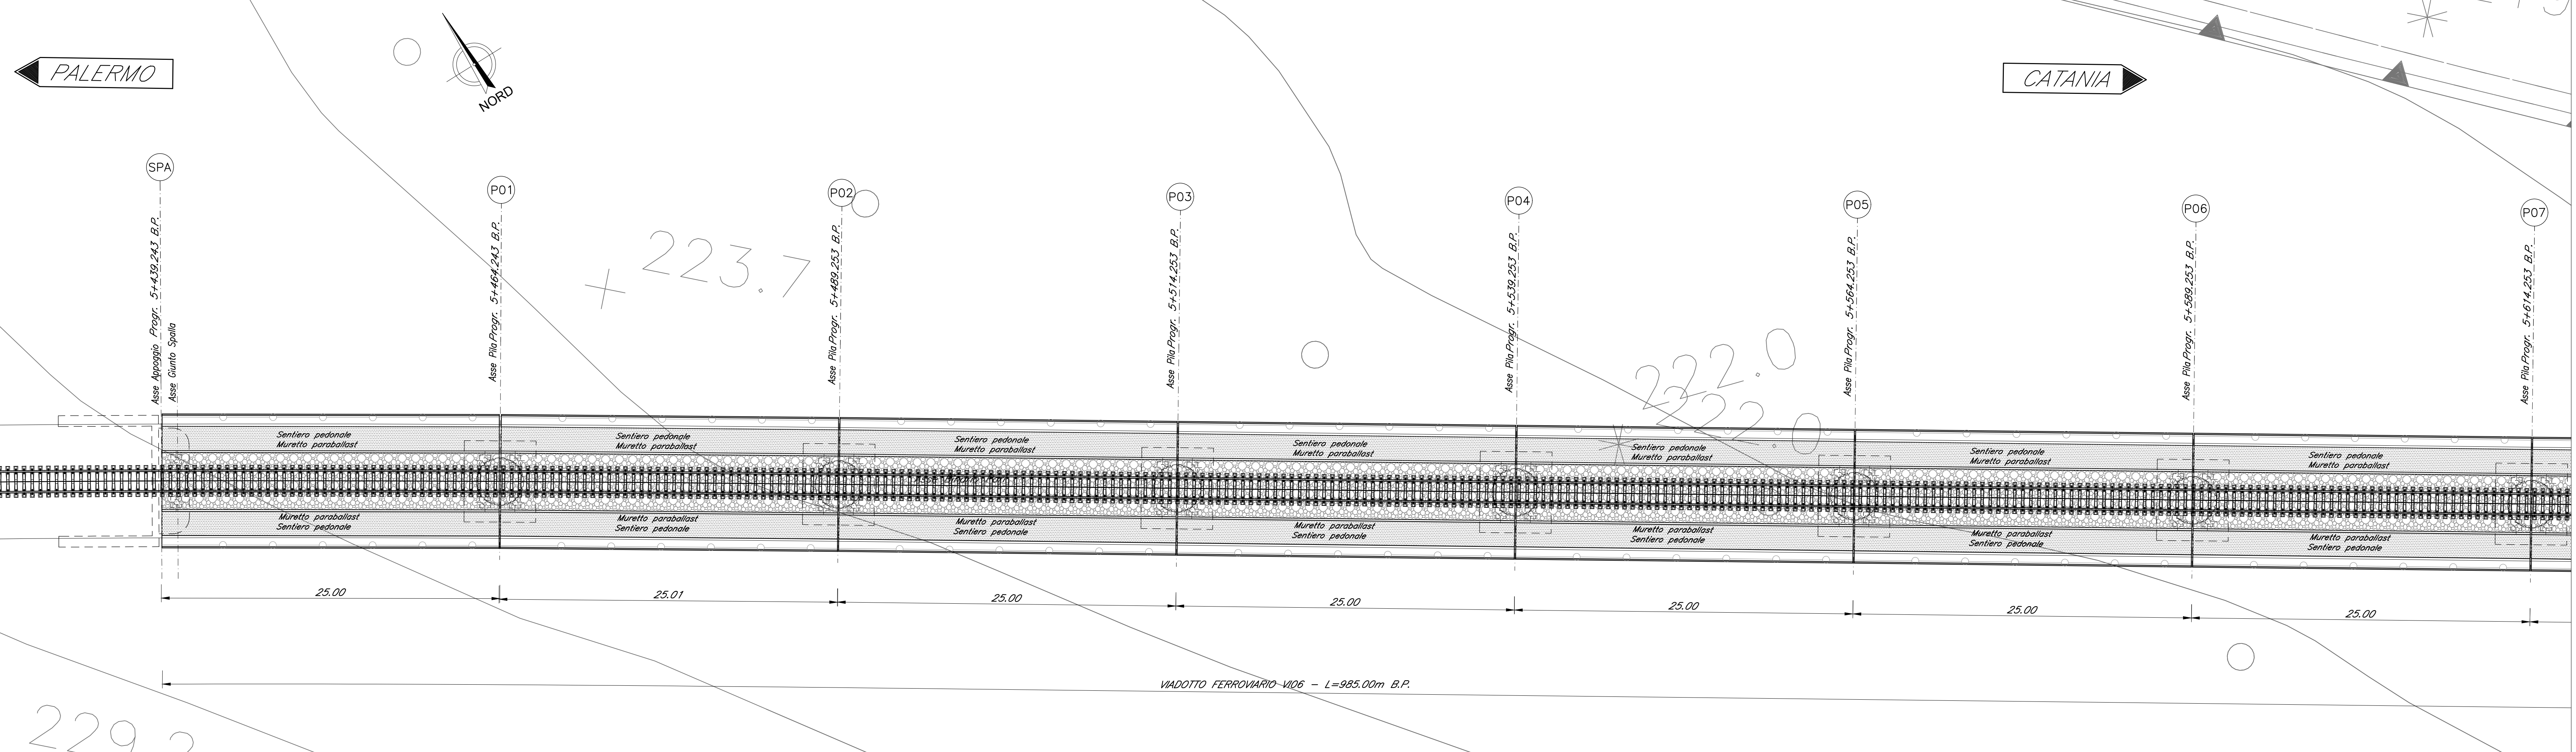 PALERMO
NORD
CATANIA
SPA
P01
P02
P03
P04
P05
P06
P07
Asse Appoggio Progr. 5+439.243 B.P.
Asse Giunto Spalla
Asse Pila Progr. 5+464.243 B.P.
Asse Pila Progr. 5+489.253 B.P.
Asse Pila Progr. 5+514.253 B.P.
Asse Pila Progr. 5+539.253 B.P.
Asse Pila Progr. 5+564.253 B.P.
Asse Pila Progr. 5+589.253 B.P.
Asse Pila Progr. 5+614.253 B.P.
223.7
222.0
222.0
Sentiero pedonale
Muretto paraballast
Sentiero pedonale
Muretto paraballast
Sentiero pedonale
Muretto paraballast
Sentiero pedonale
Muretto paraballast
Sentiero pedonale
Muretto paraballast
Sentiero pedonale
Muretto paraballast
Sentiero pedonale
Muretto paraballast
Muretto paraballast
Sentiero pedonale
Muretto paraballast
Sentiero pedonale
Muretto paraballast
Sentiero pedonale
Muretto paraballast
Sentiero pedonale
Muretto paraballast
Sentiero pedonale
Muretto paraballast
Sentiero pedonale
Muretto paraballast
Sentiero pedonale
25.00
25.01
25.00
25.00
25.00
25.00
25.00
VIADOTTO FERROVIARIO VI06 - L=985.00m B.P.